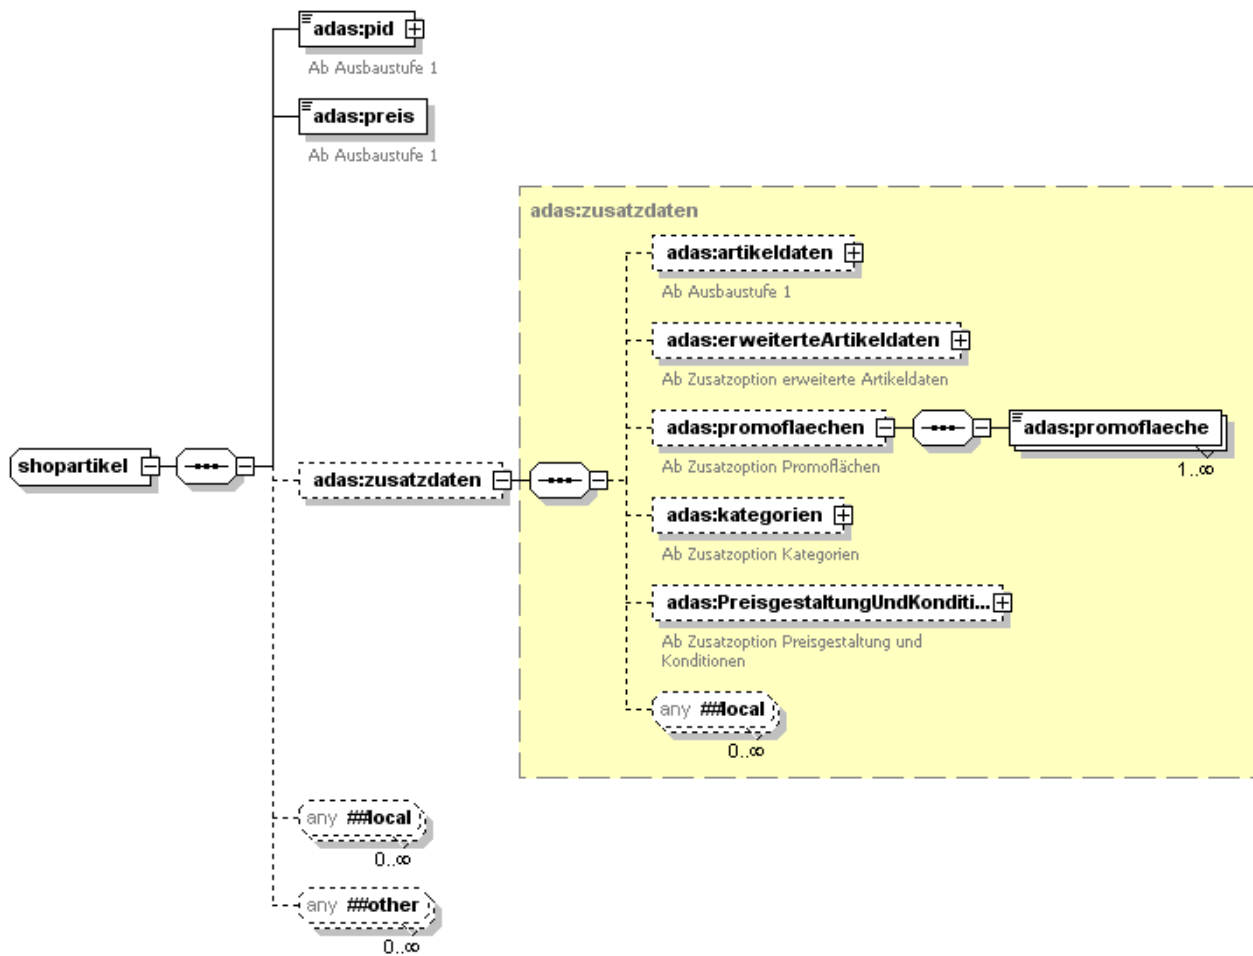 adas:pid
Ab Ausbaustufe 1
adas:preis
Ab Ausbaustufe 1
adas:zusatzdaten
adas:artikeldaten
Ab Ausbaustufe 1
adas:erweiterteArtikeldaten
Ab Zusatzoption erweiterte Artikeldaten
adas:promoflaechen
adas:promoflaeche
Ab Zusatzoption Promoflächen
1..∞
shopartikel
adas:zusatzdaten
adas:kategorien
Ab Zusatzoption Kategorien
adas:PreisgestaltungUndKonditi...
Ab Zusatzoption Preisgestaltung und
Konditionen
any ##local
0..∞
any ##local
0..∞
any ##other
0..∞